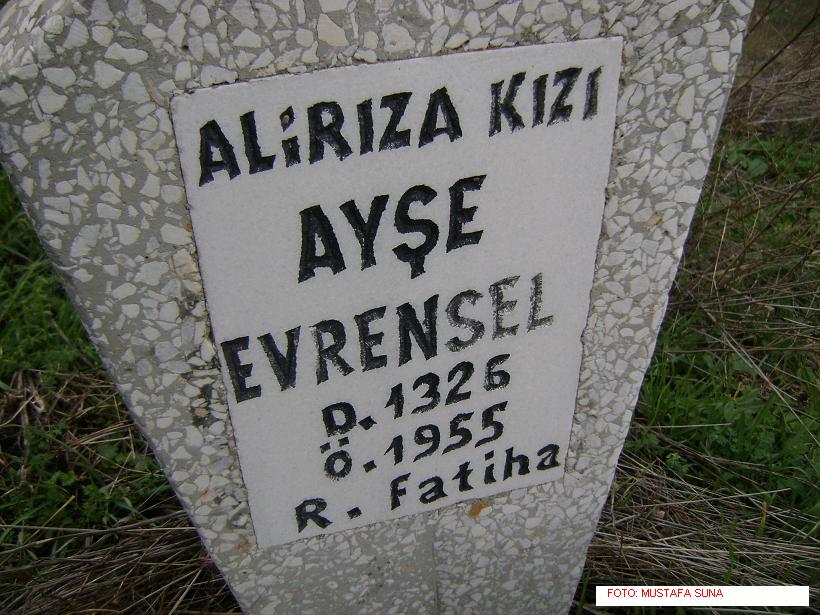 ALiRIZA KIZI
AYŞE
EVRENSEL
D. 1326
Ö. 1955
R. Fatiha
FOTO: MUSTAFA SUNA